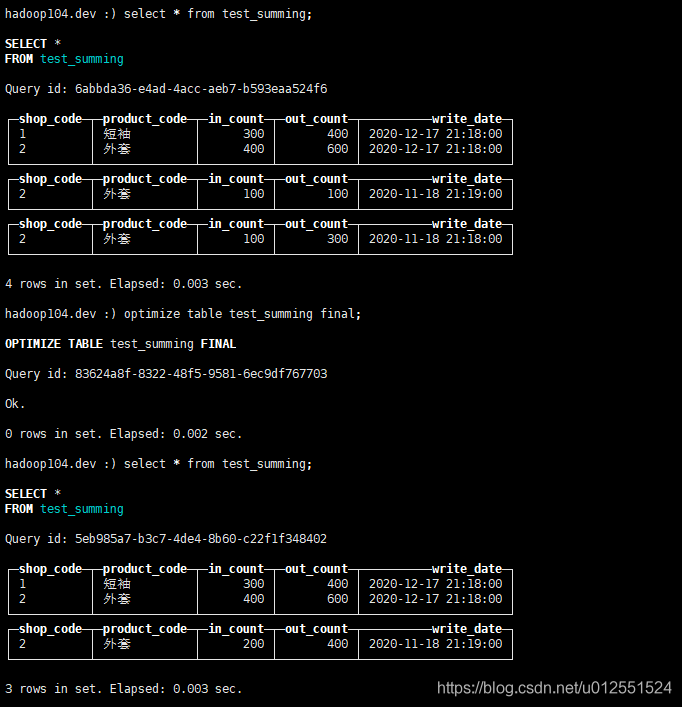 hadoop104.dev :) select * from test_summing;
SELECT *
FROM test_summing
Query id: 6abbda36-e4ad-4acc-aeb7-b593eaa524f6
shop_code product_code in_count out_count write_date
1 短袖 300 400 2020-12-17 21:18:00
2 外套 400 600 2020-12-17 21:18:00
shop_code product_code in_count out_count write_date
2 外套 100 100 2020-11-18 21:19:00
shop_code product_code in_count out_count write_date
2 外套 100 300 2020-11-18 21:18:00
4 rows in set. Elapsed: 0.003 sec.
hadoop104.dev :) optimize table test_summing final;
OPTIMIZE TABLE test_summing FINAL
Query id: 83624a8f-8322-48f5-9581-6ec9df767703
Ok.
0 rows in set. Elapsed: 0.002 sec.
hadoop104.dev :) select * from test_summing;
SELECT *
FROM test_summing
Query id: 5eb985a7-b3c7-4de4-8b60-c22f1f348402
shop_code product_code in_count out_count write_date
1 短袖 300 400 2020-12-17 21:18:00
2 外套 400 600 2020-12-17 21:18:00
shop_code product_code in_count out_count write_date
2 外套 200 400 2020-11-18 21:19:00
3 rows in set. Elapsed: 0.003 sec.
https://blog.csdn.net/u012551524